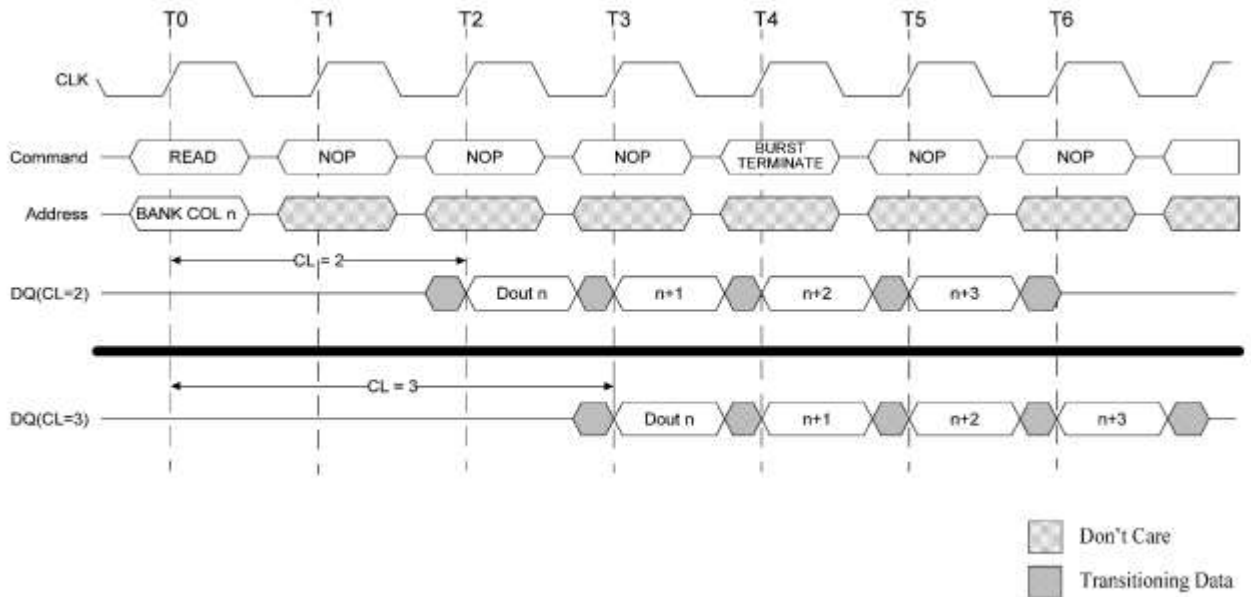 T0 T1 T2 T3 T4 T5 T6
CLK
Command READ NOP NOP NOP BURST TERMINATE NOP NOP
Address BANK COL n
CL = 2
DQ(CL=2) Dout n n+1 n+2 n+3
CL = 3
DQ(CL=3) Dout n n+1 n+2 n+3
Don't Care
Transitioning Data